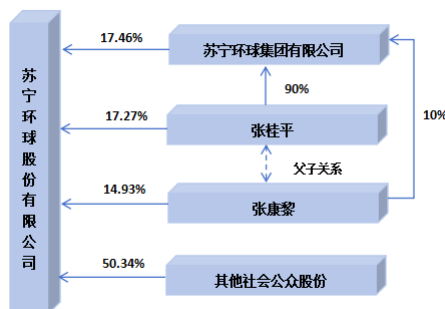 苏宁环球股份有限公司
17.46%
苏宁环球集团有限公司
90%
10%
17.27%
张桂平
父子关系
14.93%
张康黎
50.34%
其他社会公众股份